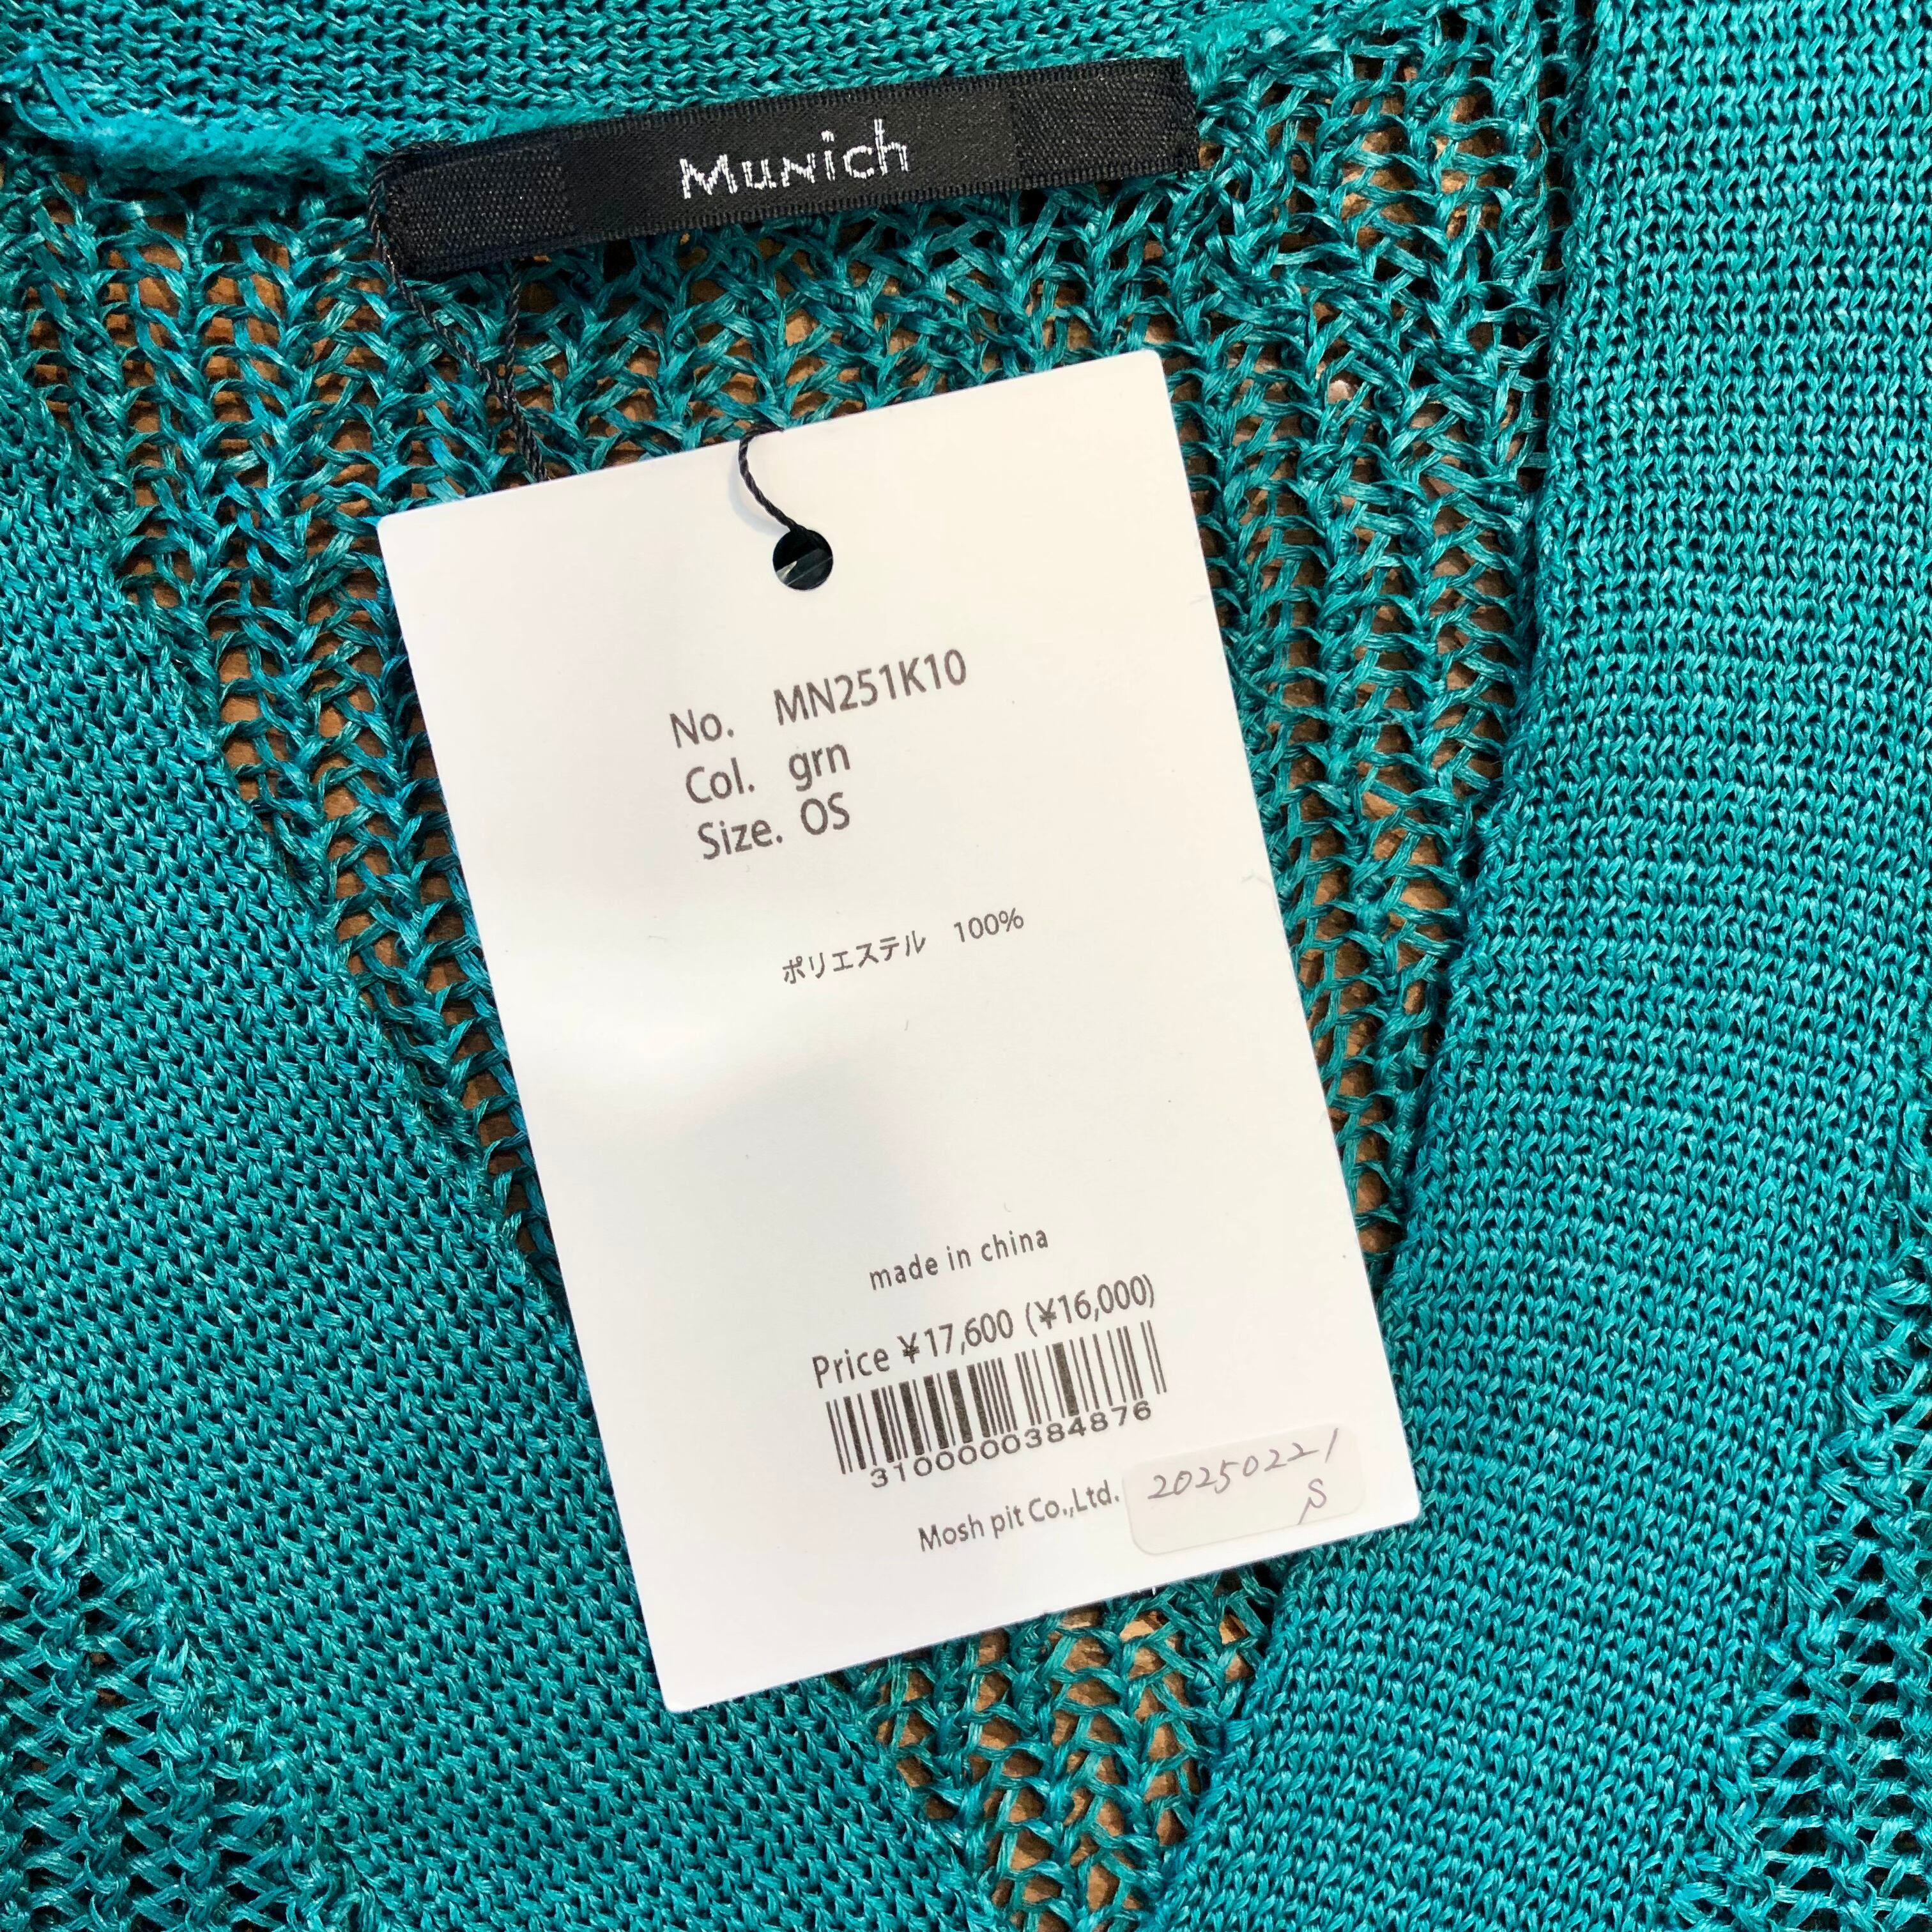 Munich
No. MN251K10
Col. grn
Size. OS
ポリエステル 100%
made in china
Price ¥17,600 (¥16,000)
3100000384876
Mosh pit Co.,Ltd.
202502221
S